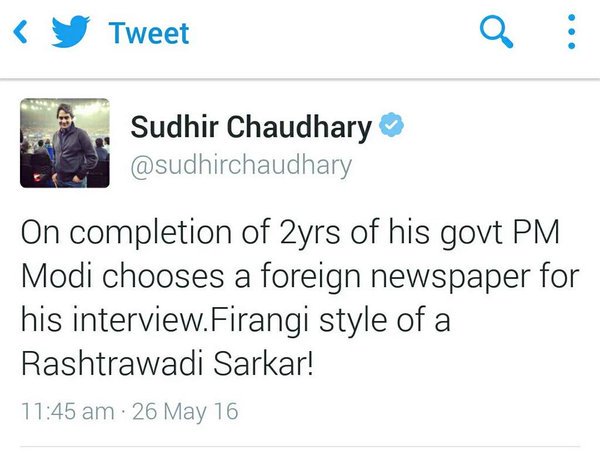 Tweet
Sudhir Chaudhary
@sudhirchaudhary
On completion of 2yrs of his govt PM
Modi chooses a foreign newspaper for
his interview.Firangi style of a
Rashtrawadi Sarkar!
11:45 am · 26 May 16